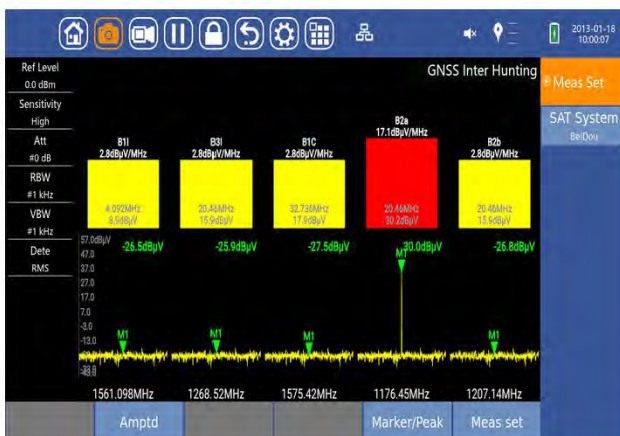 2013-01-18
10:00:07
Ref Level
0.0 dBm
Sensitivity
High
Att
#0 dB
RBW
#1 kHz
VBW
#1 kHz
Dete
RMS
GNSS Inter Hunting
Meas Set
SAT System
BeiDou
B1I
2.8dBμV/MHz
B3I
2.8dBμV/MHz
B1C
2.8dBμV/MHz
B2a
17.1dBμV/MHz
B2b
2.8dBμV/MHz
4.092MHz
8.9dBμV
20.46MHz
15.9dBμV
32.736MHz
17.9dBμV
20.46MHz
30.2dBμV
20.46MHz
15.9dBμV
57.0dBμV
47.0
37.0
27.0
17.0
7.0
-3.0
-13.0
-26.5dBμV
-25.9dBμV
-27.5dBμV
30.0dBμV
-26.8dBμV
M1
M1
M1
M1
M1
1561.098MHz
1268.52MHz
1575.42MHz
1176.45MHz
1207.14MHz
Amptd
Marker/Peak
Meas set